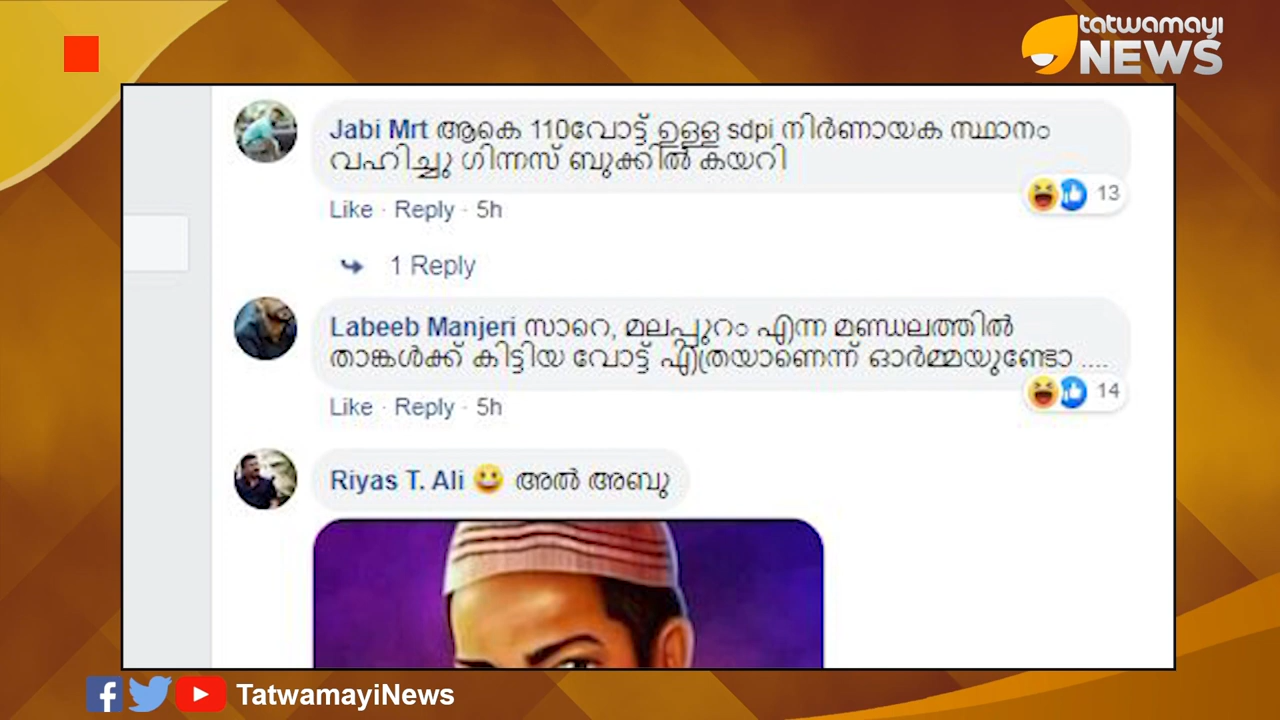 tatwamayi
NEWS
Jabi Mrt ആകെ 110വോട്ട് ഉള്ള sdpi നിർണായക സ്ഥാനം
വഹിച്ചു ഗിന്നസ് ബുക്കിൽ കയറി
13
Like · Reply · 5h
1 Reply
Labeeb Manjeri സാറെ, മലപ്പുറം എന്ന മണ്ഡലത്തിൽ
താങ്കൾക്ക് കിട്ടിയ വോട്ട് എത്രയാണെന്ന് ഓർമ്മയുണ്ടോ ....
14
Like · Reply · 5h
Riyas T. Ali 😀 അൽ അബു
TatwamayiNews